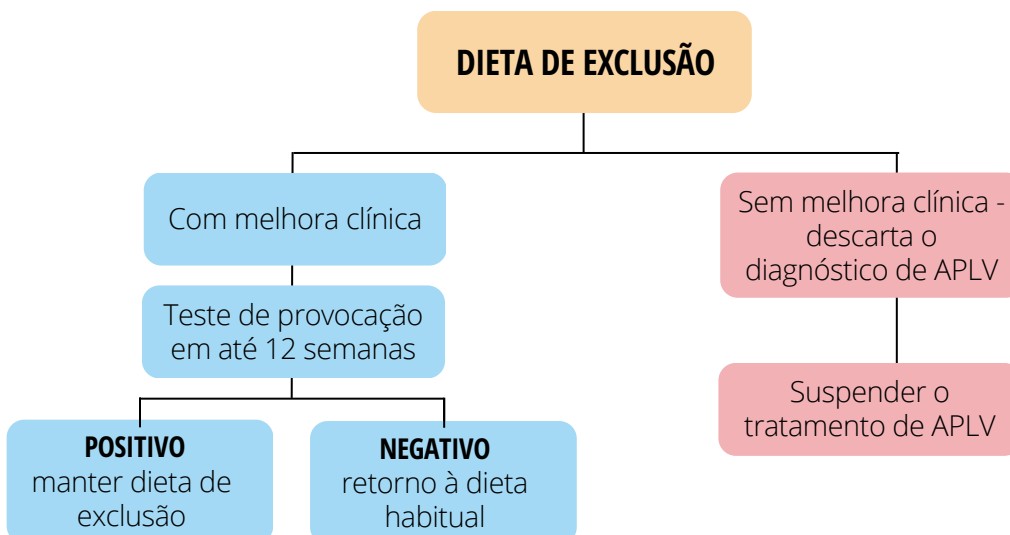 DIETA DE EXCLUSÃO
Com melhora clínica
Teste de provocação
em até 12 semanas
POSITIVO
manter dieta de
exclusão
NEGATIVO
retorno à dieta
habitual
Sem melhora clínica -
descarta o
diagnóstico de APLV
Suspender o
tratamento de APLV